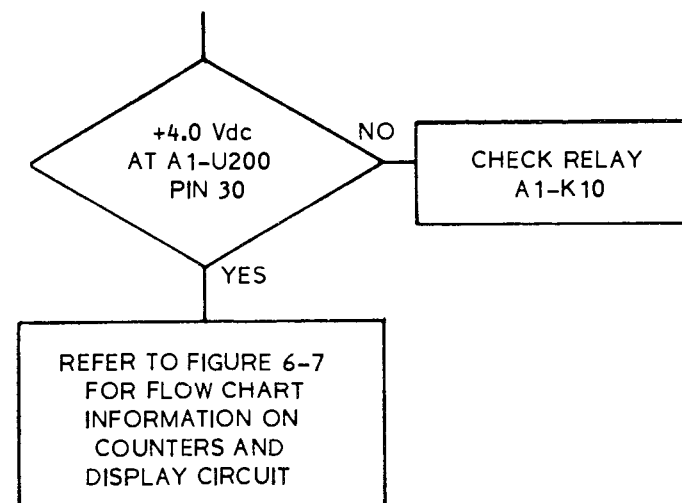 +4.0 Vdc
AT A1-U200
PIN 30
NO
CHECK RELAY
A1-K10
YES
REFER TO FIGURE 6-7
FOR FLOW CHART
INFORMATION ON
COUNTERS AND
DISPLAY CIRCUIT